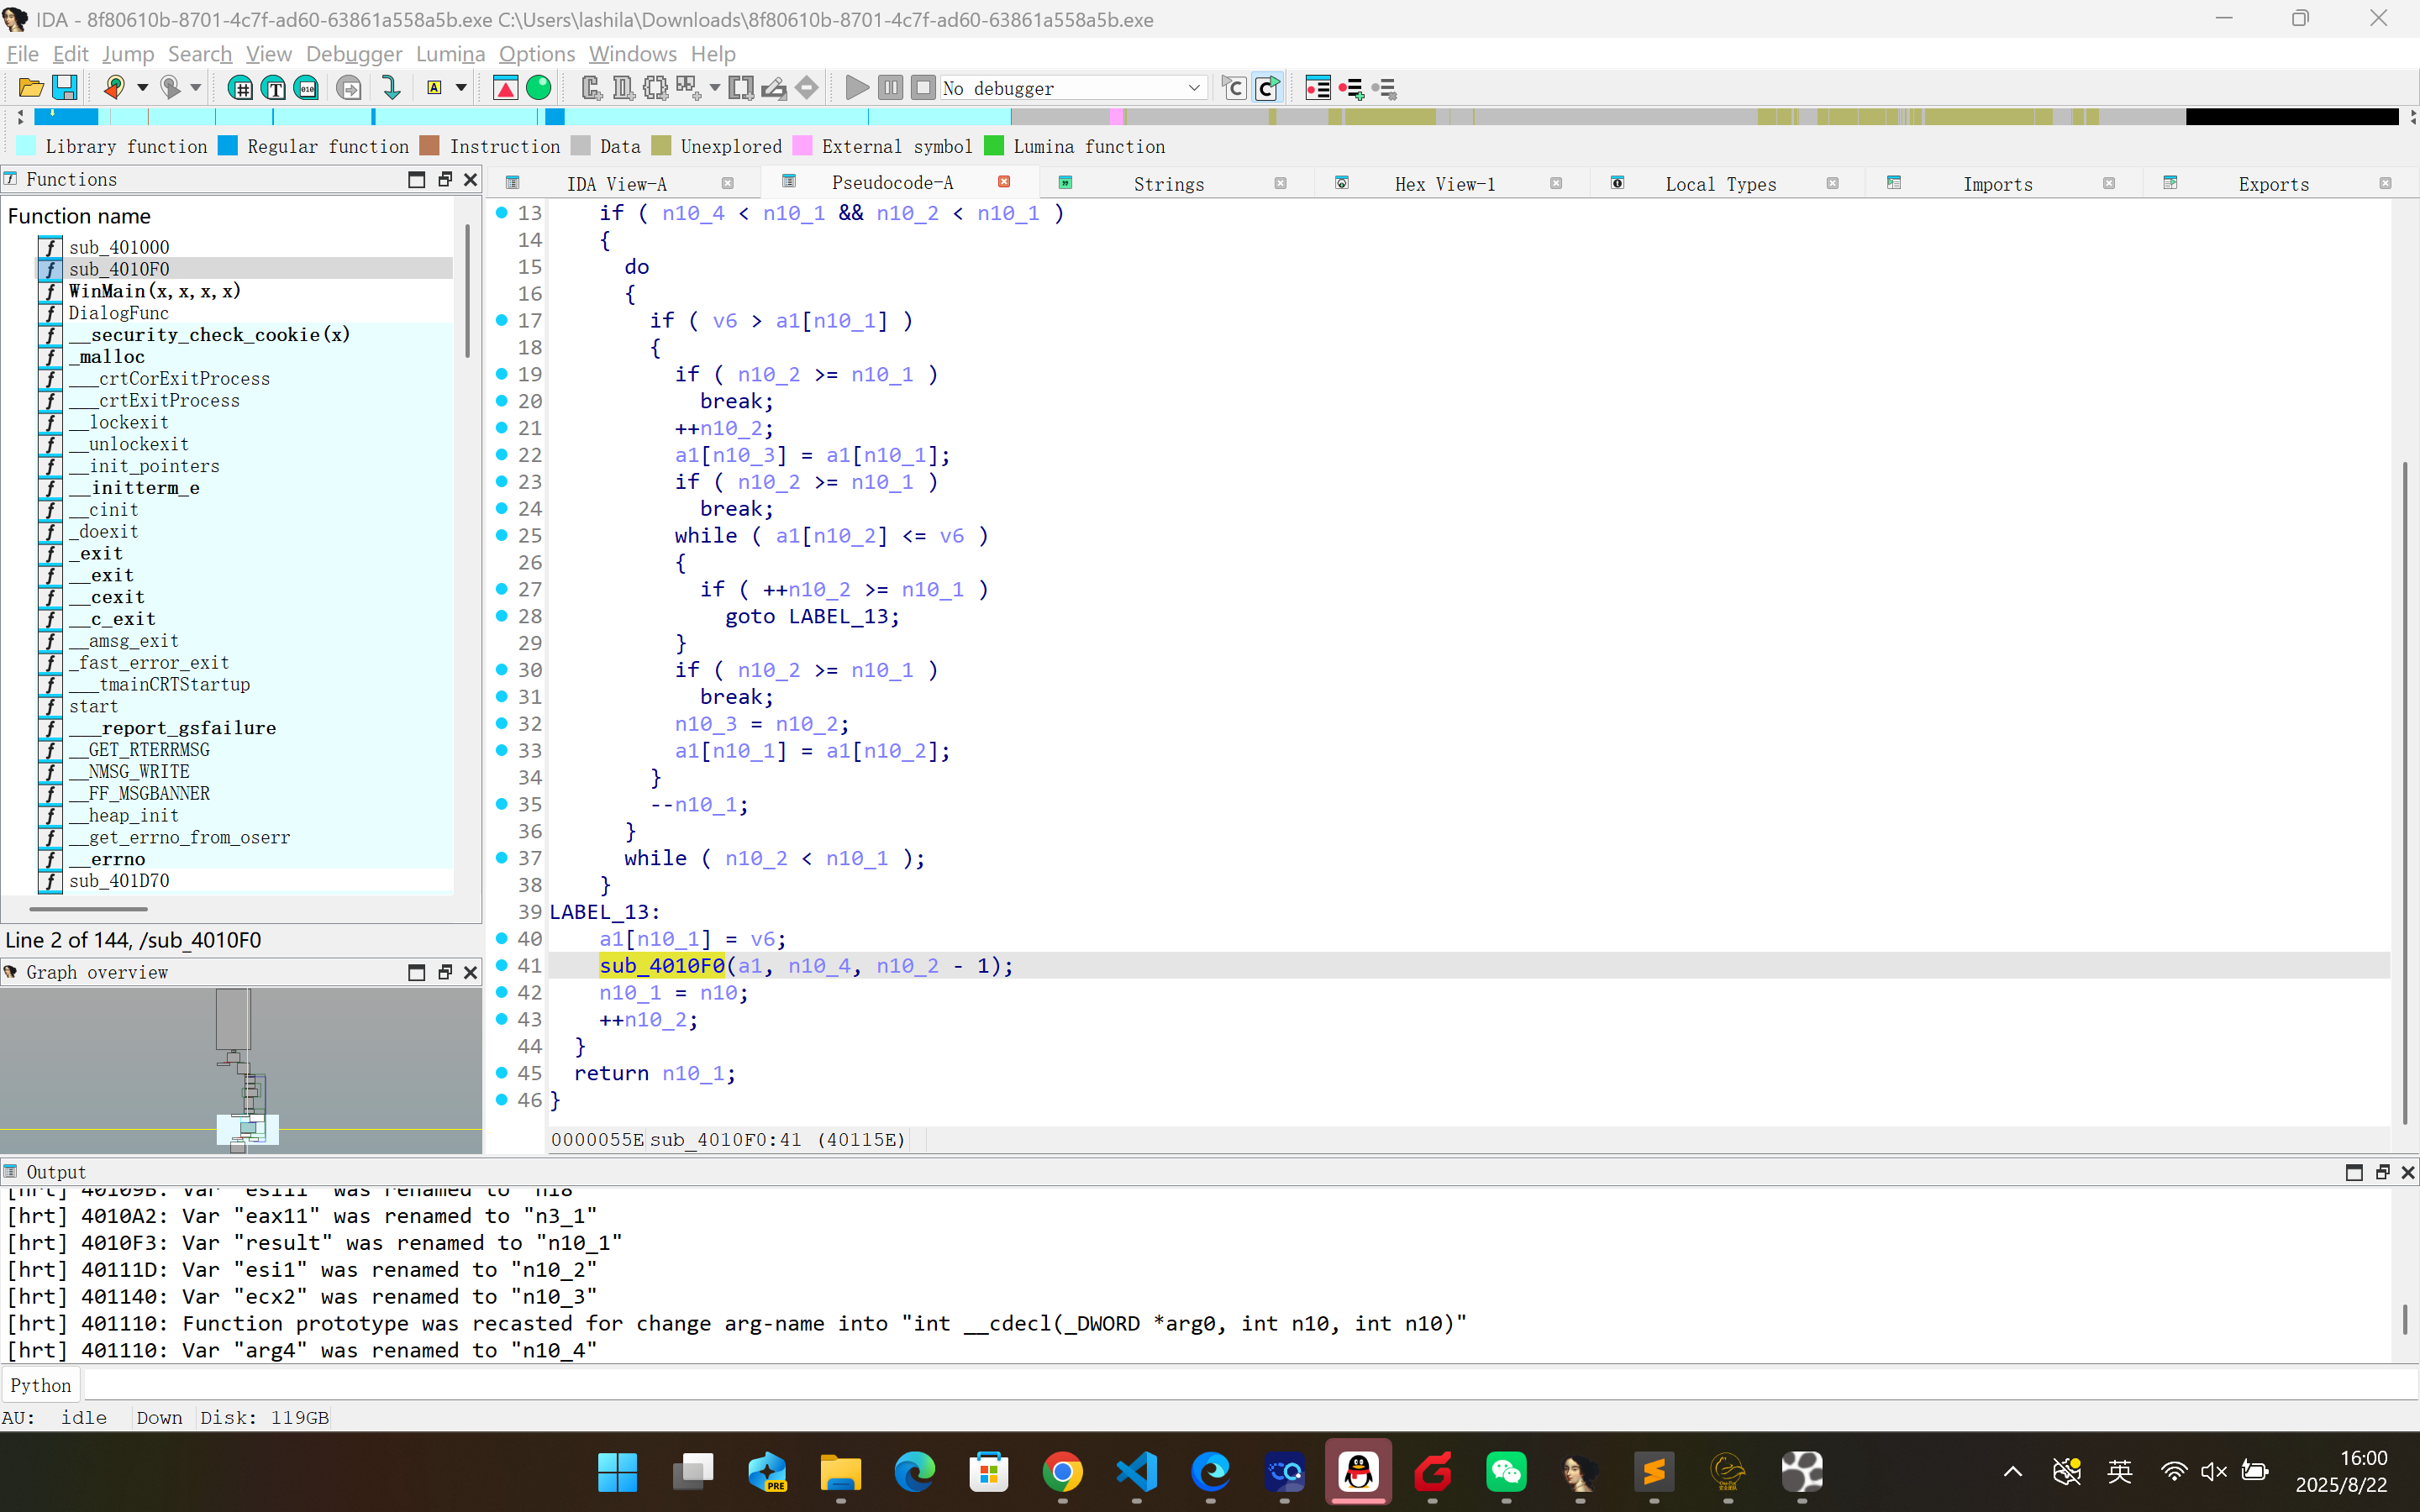 IDA - 8f80610b-8701-4c7f-ad60-63861a558a5b.exe C:\Users\lashila\Downloads\8f80610b-8701-4c7f-ad60-63861a558a5b.exe
File Edit Jump Search View Debugger Lumina Options Windows Help
No debugger
Library function Regular function Instruction Data Unexplored External symbol Lumina function
Functions
IDA View-A Pseudocode-A Strings Hex View-1 Local Types Imports Exports
Function name
sub_401000
sub_4010F0
WinMain(x,x,x,x)
DialogFunc
__security_check_cookie(x)
_malloc
___crtCorExitProcess
___crtExitProcess
__lockexit
__unlockexit
__init_pointers
__initterm_e
__cinit
_doexit
_exit
__exit
__cexit
__c_exit
__amsg_exit
_fast_error_exit
___tmainCRTStartup
start
___report_gsfailure
__GET_RTERRMSG
__NMSG_WRITE
__FF_MSGBANNER
__heap_init
__get_errno_from_oserr
__errno
sub_401D70
Line 2 of 144, /sub_4010F0
Graph overview
13 if ( n10_4 < n10_1 && n10_2 < n10_1 )
14 {
15 do
16 {
17 if ( v6 > a1[n10_1] )
18 {
19 if ( n10_2 >= n10_1 )
20 break;
21 ++n10_2;
22 a1[n10_3] = a1[n10_1];
23 if ( n10_2 >= n10_1 )
24 break;
25 while ( a1[n10_2] <= v6 )
26 {
27 if ( ++n10_2 >= n10_1 )
28 goto LABEL_13;
29 }
30 if ( n10_2 >= n10_1 )
31 break;
32 n10_3 = n10_2;
33 a1[n10_1] = a1[n10_2];
34 }
35 --n10_1;
36 }
37 while ( n10_2 < n10_1 );
38 }
39 LABEL_13:
40 a1[n10_1] = v6;
41 sub_4010F0(a1, n10_4, n10_2 - 1);
42 n10_1 = n10;
43 ++n10_2;
44 }
45 return n10_1;
46 }
0000055E sub_4010F0:41 (40115E)
Output
[hrt] 40109B: Var "esi11" was renamed to "n18"
[hrt] 4010A2: Var "eax11" was renamed to "n3_1"
[hrt] 4010F3: Var "result" was renamed to "n10_1"
[hrt] 40111D: Var "esi1" was renamed to "n10_2"
[hrt] 401140: Var "ecx2" was renamed to "n10_3"
[hrt] 401110: Function prototype was recasted for change arg-name into "int __cdecl(_DWORD *arg0, int n10, int n10)"
[hrt] 401110: Var "arg4" was renamed to "n10_4"
Python
AU: idle Down Disk: 119GB
PRE
英
16:00
2025/8/22